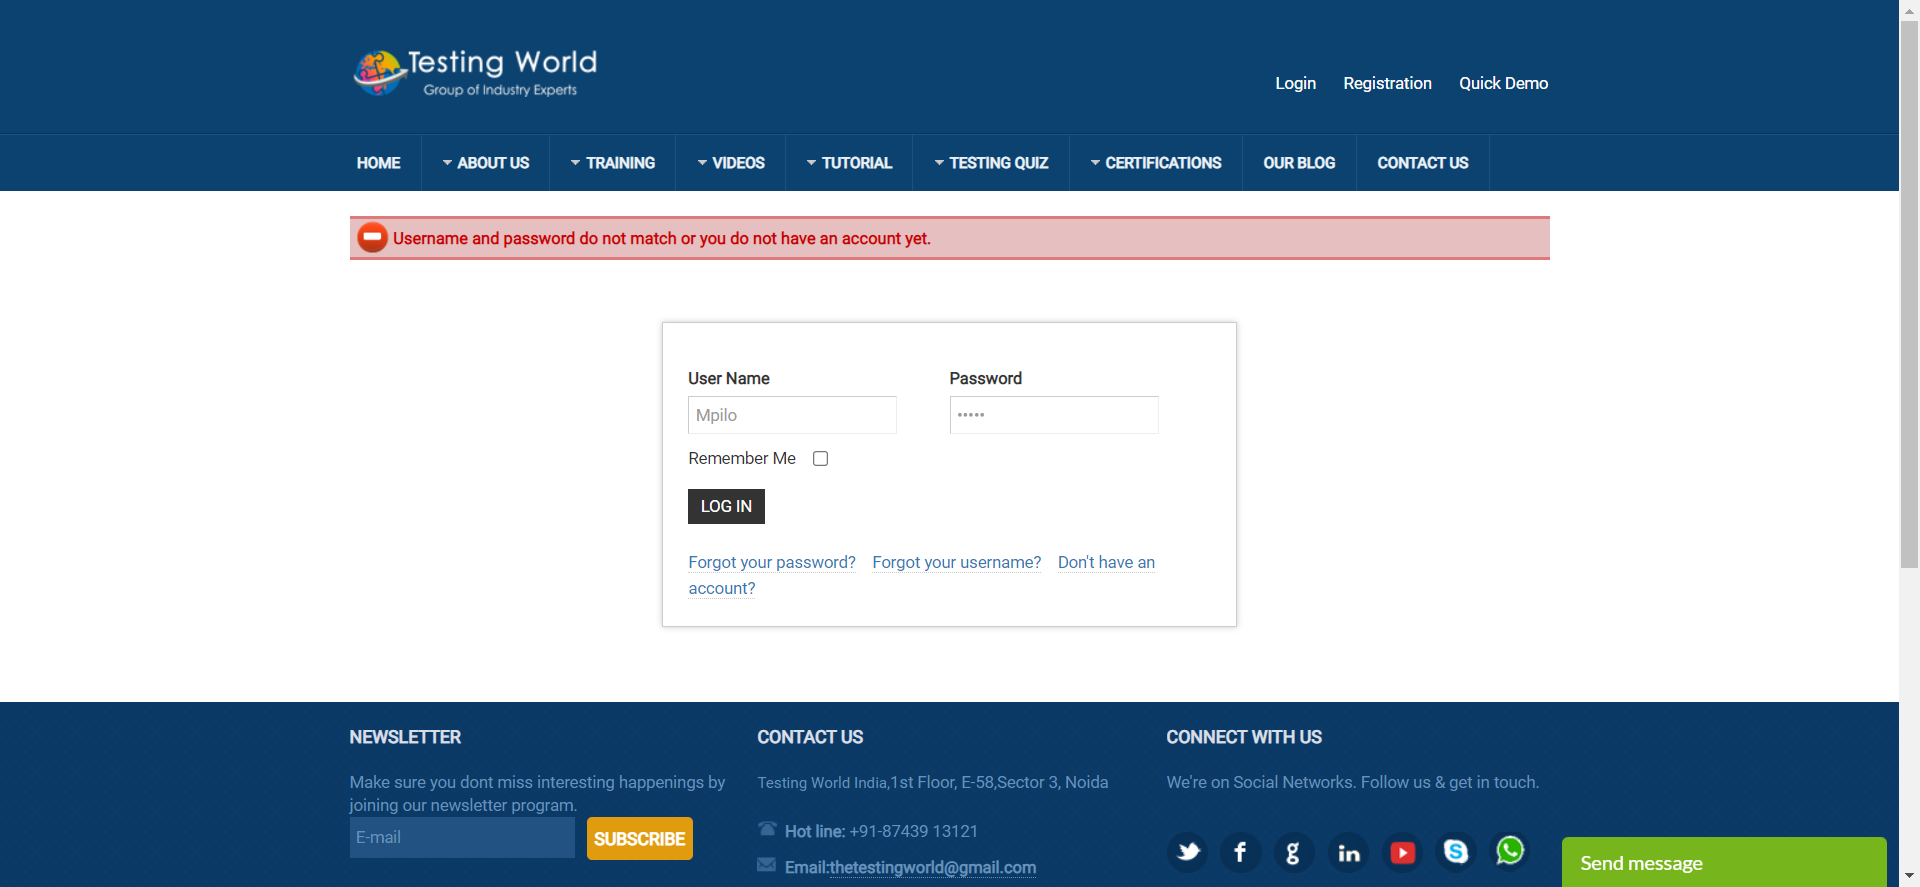 Testing World
Group of Industry Experts
Login Registration Quick Demo
HOME ABOUT US TRAINING VIDEOS TUTORIAL TESTING QUIZ CERTIFICATIONS OUR BLOG CONTACT US
Username and password do not match or you do not have an account yet.
User Name Password
Mpilo •••••
Remember Me
LOG IN
Forgot your password? Forgot your username? Don't have an
account?
NEWSLETTER
Make sure you dont miss interesting happenings by
joining our newsletter program.
E-mail SUBSCRIBE
CONTACT US
Testing World India,1st Floor, E-58,Sector 3, Noida
Hot line: +91-87439 13121
Email:thetestingworld@gmail.com
CONNECT WITH US
We're on Social Networks. Follow us & get in touch.
Send message